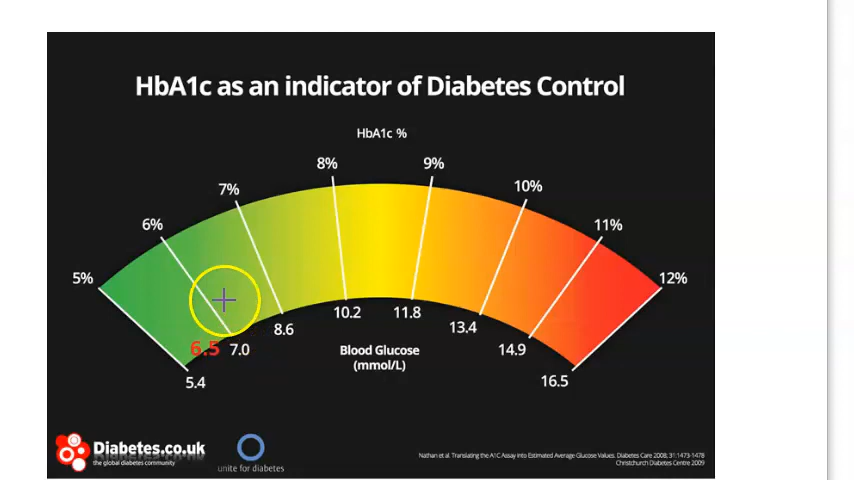 HbA1c as an indicator of Diabetes Control
HbA1c %
8%
9%
7%
10%
6%
11%
5%
12%
10.2
11.8
8.6
13.4
6.5
7.0
Blood Glucose
14.9
(mmol/L)
5.4
16.5
Diabetes.co.uk
the global diabetes community
unite for diabetes
Nathan et al. Translating the A1C Assay into Estimated Average Glucose Values. Diabetes Care 2008; 31:1473-1478
Christchurch Diabetes Centre 2009